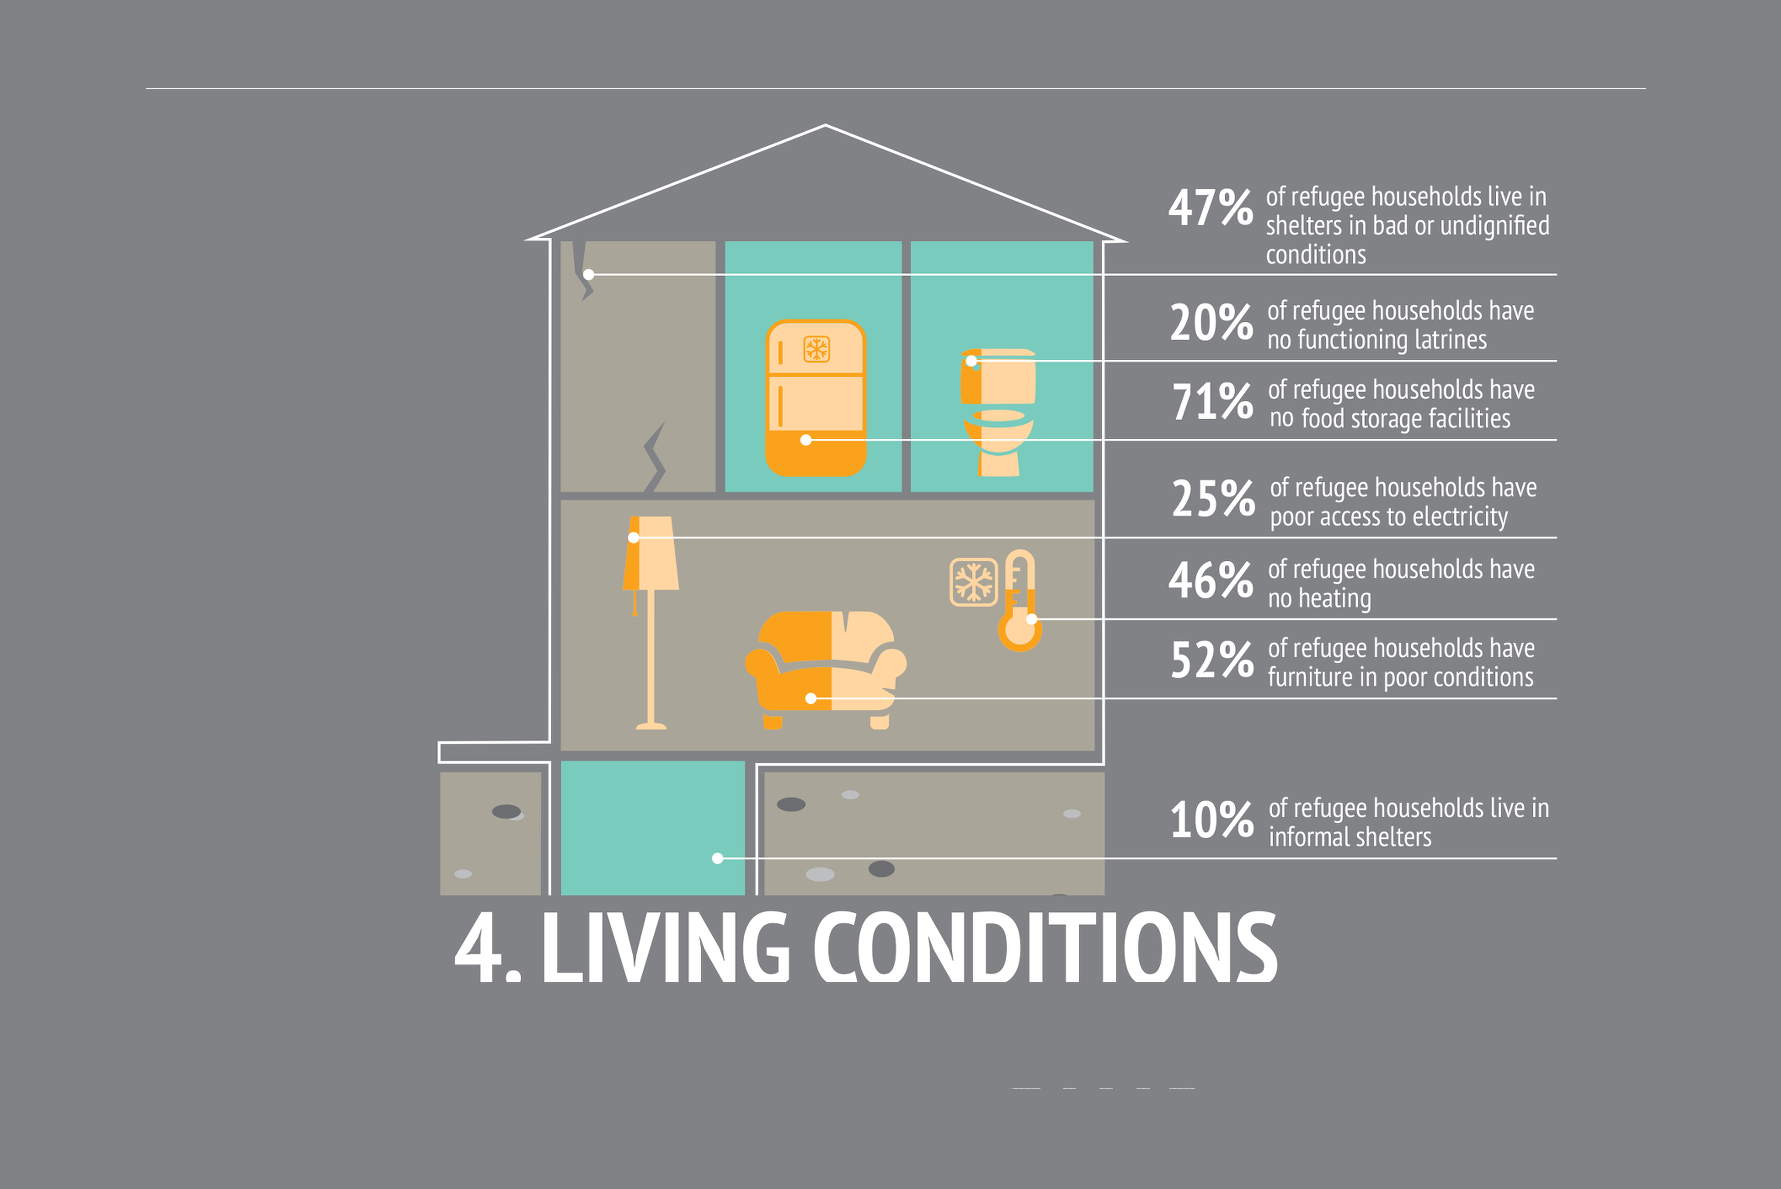 47% of refugee households live in
shelters in bad or undignified
conditions
20% of refugee households have
no functioning latrines
71% of refugee households have
no food storage facilities
25% of refugee households have
poor access to electricity
46% of refugee households have
no heating
52% of refugee households have
furniture in poor conditions
10% of refugee households live in
informal shelters
4. LIVING CONDITIONS